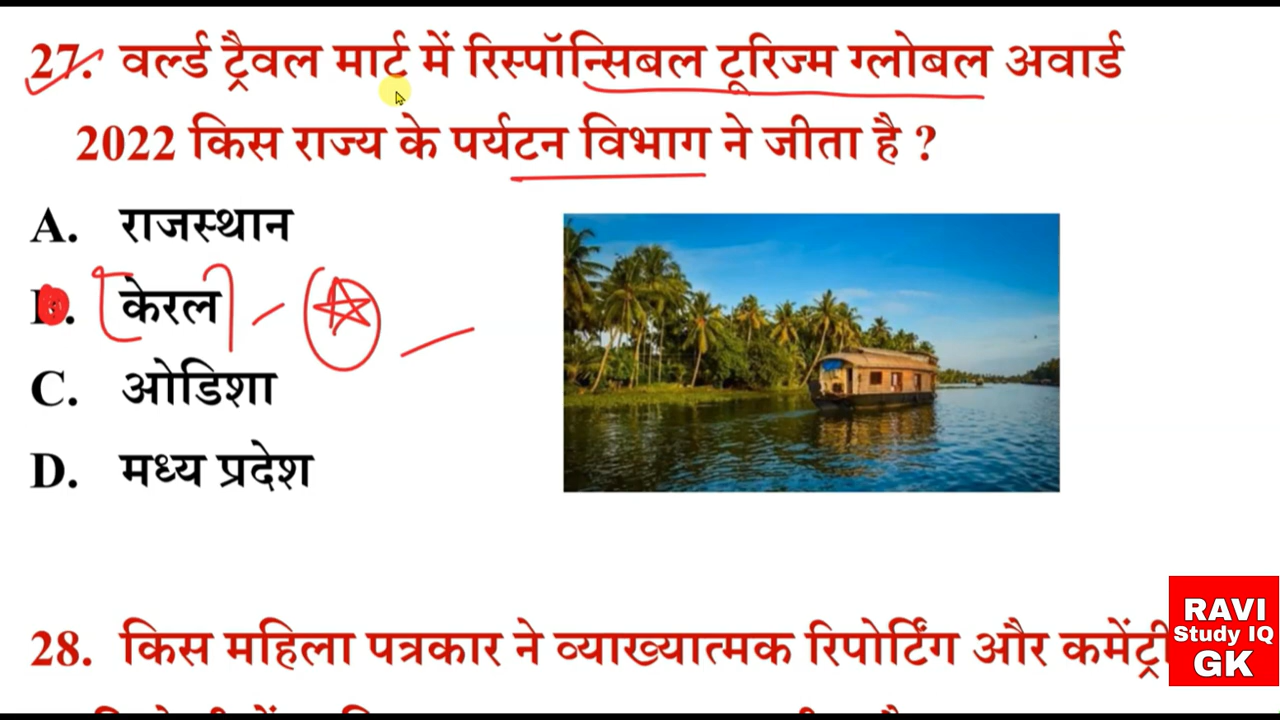 27. वर्ल्ड ट्रैवल मार्ट में रिस्पॉन्सिबल टूरिज्म ग्लोबल अवार्ड
2022 किस राज्य के पर्यटन विभाग ने जीता है ?
A. राजस्थान
B. केरल
C. ओडिशा
D. मध्य प्रदेश
28. किस महिला पत्रकार ने व्याख्यात्मक रिपोर्टिंग और कमेंट्री
RAVI
Study IQ
GK